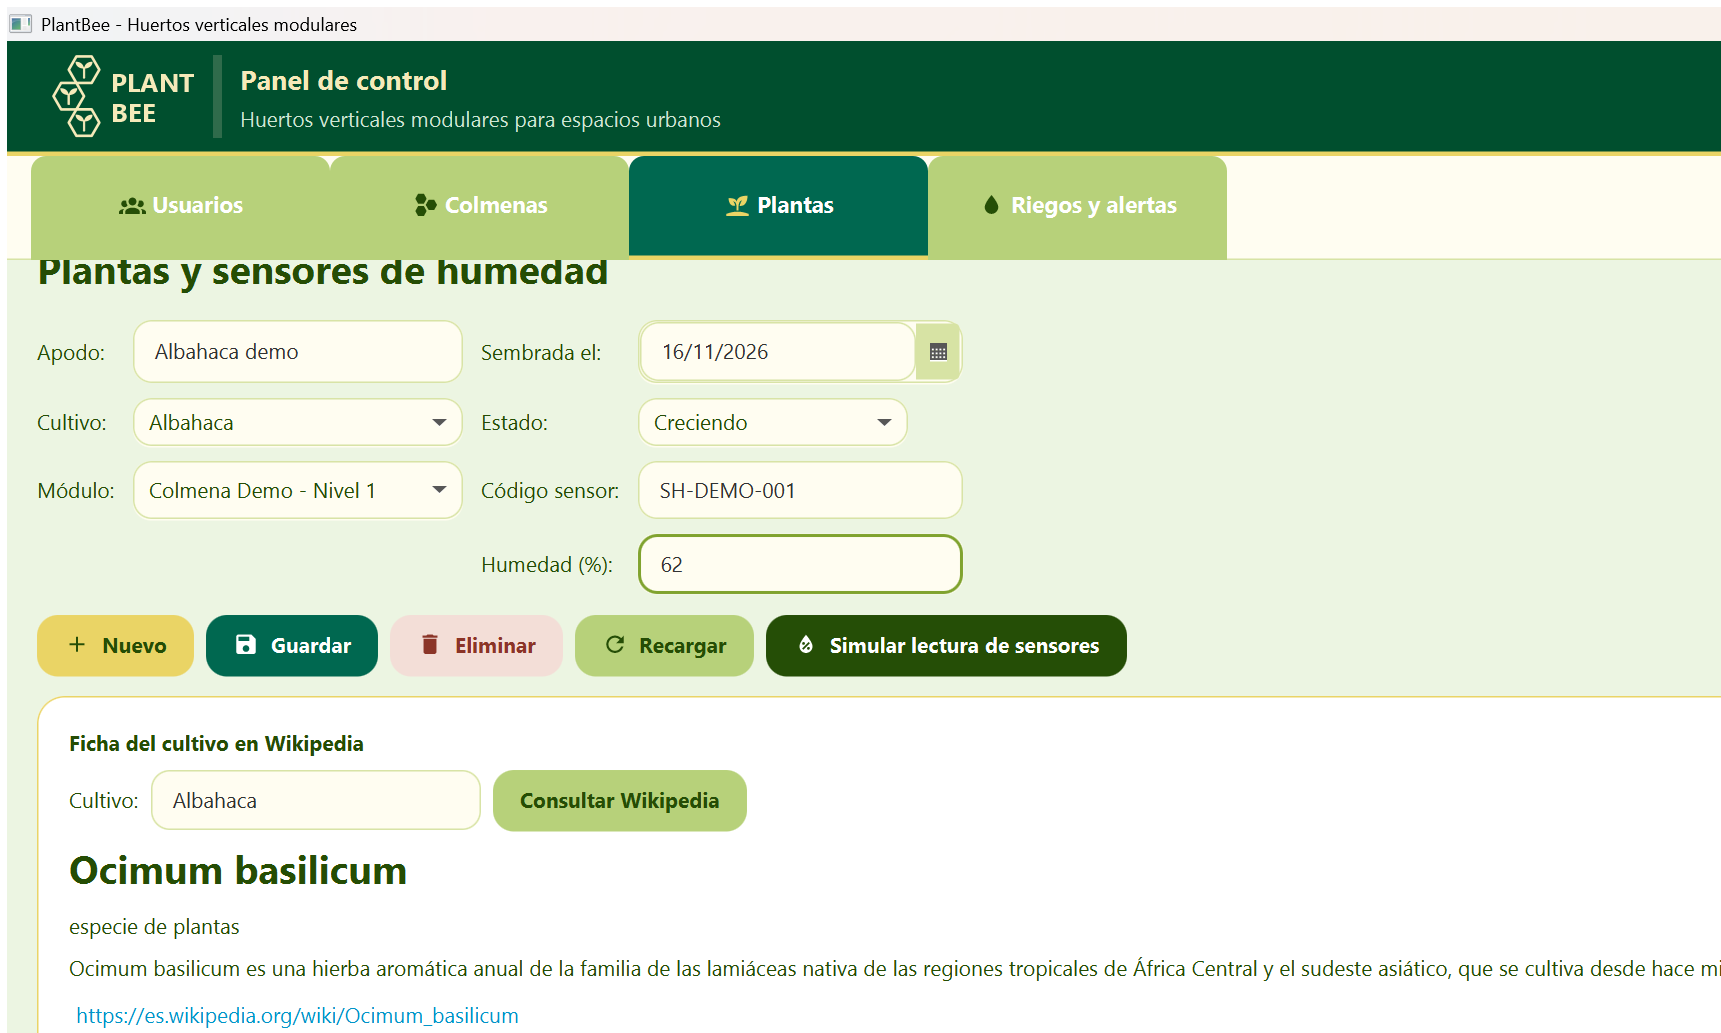 PlantBee - Huertos verticales modulares
PLANT
BEE
Panel de control
Huertos verticales modulares para espacios urbanos
Usuarios
Colmenas
Plantas
Riegos y alertas
Plantas y sensores de humedad
Apodo: Albahaca demo Sembrada el: 16/11/2026
Cultivo: Albahaca Estado: Creciendo
Módulo: Colmena Demo - Nivel 1 Código sensor: SH-DEMO-001
Humedad (%): 62
+ Nuevo Guardar Eliminar Recargar Simular lectura de sensores
Ficha del cultivo en Wikipedia
Cultivo: Albahaca Consultar Wikipedia
Ocimum basilicum
especie de plantas
Ocimum basilicum es una hierba aromática anual de la familia de las lamiáceas nativa de las regiones tropicales de África Central y el sudeste asiático, que se cultiva desde hace mi
https://es.wikipedia.org/wiki/Ocimum_basilicum